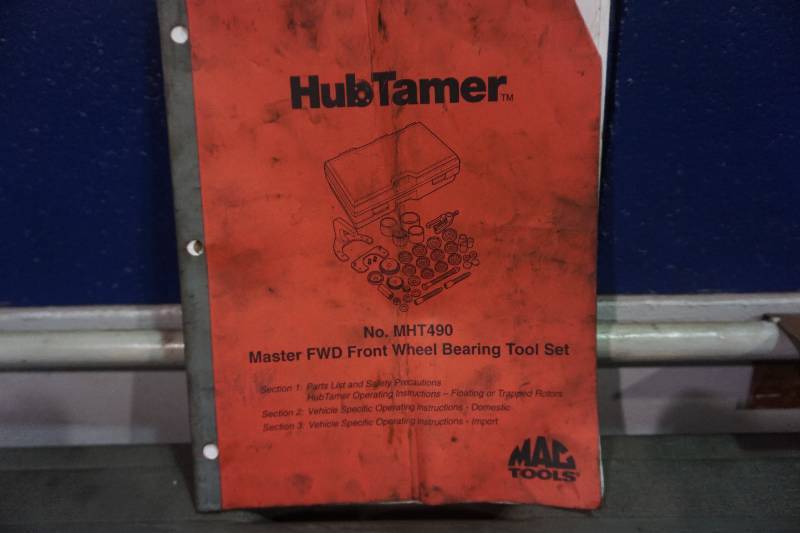 HubTamer™
No. MHT490
Master FWD Front Wheel Bearing Tool Set
Section 1: Parts List and Safety Precautions
HubTamer Operating Instructions – Floating or Trapped Rotors
Section 2: Vehicle Specific Operating Instructions - Domestic
Section 3: Vehicle Specific Operating Instructions - Import
MAC
TOOLS®